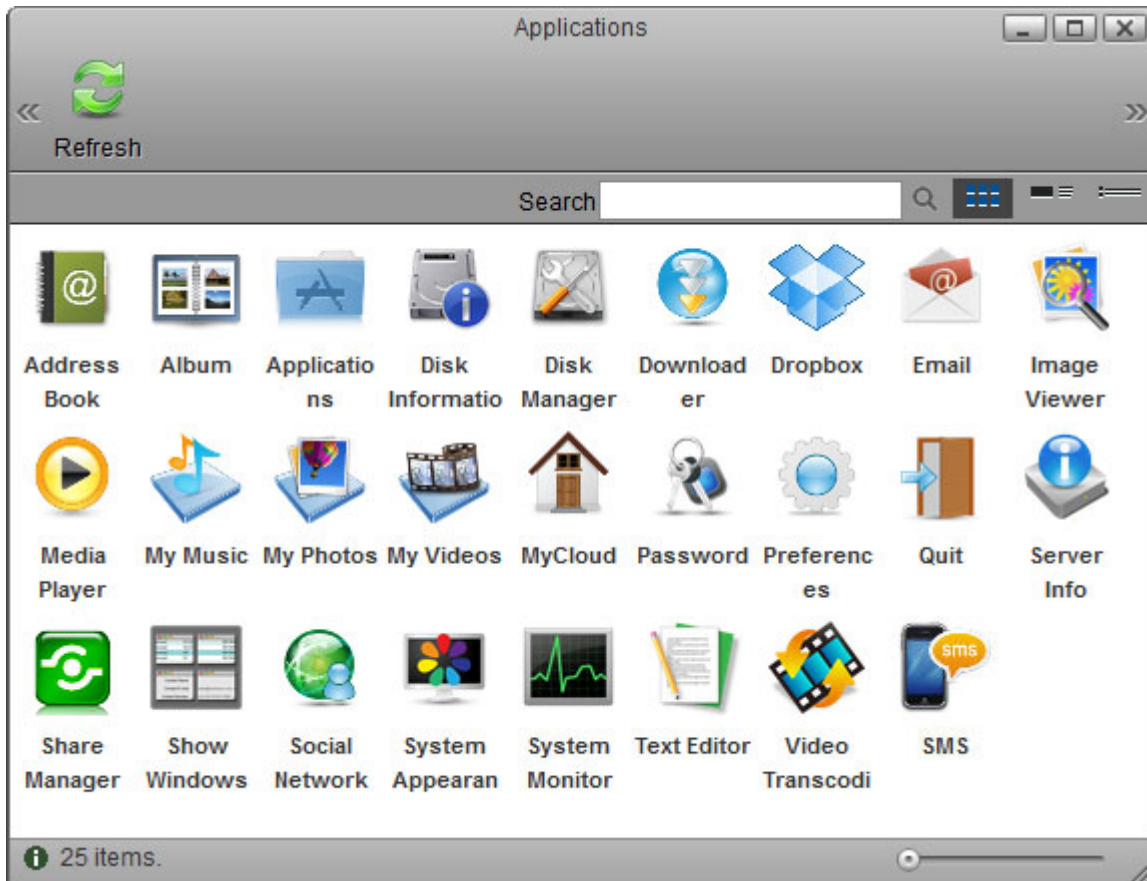 Applications
Refresh
Search
Address Book
Album
Applicatio
ns
Disk
Informatio
Disk
Manager
Download
er
Dropbox
Email
Image
Viewer
Media
Player
My Music
My Photos
My Videos
MyCloud
Password
Preferenc
es
Quit
Server
Info
Share
Manager
Show
Windows
Social
Network
System
Appearan
System
Monitor
Text Editor
Video
Transcodi
SMS
sms
25 items.